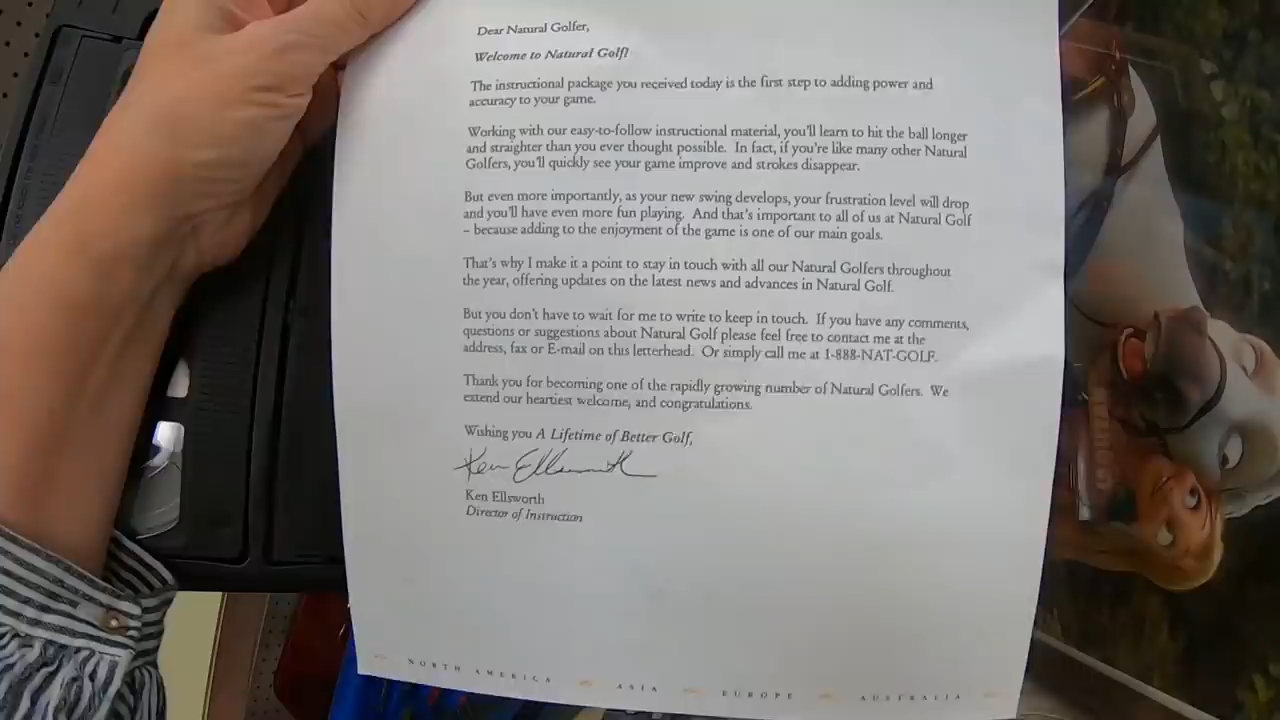 Dear Natural Golfer,
Welcome to Natural Golf!
The instructional package you received today is the first step to adding power and
accuracy to your game.
Working with our easy-to-follow instructional material, you'll learn to hit the ball longer
and straighter than you ever thought possible. In fact, if you're like many other Natural
Golfers, you'll quickly see your game improve and strokes disappear.
But even more importantly, as your new swing develops, your frustration level will drop
and you'll have even more fun playing. And that's important to all of us at Natural Golf
– because adding to the enjoyment of the game is one of our main goals.
That's why I make it a point to stay in touch with all our Natural Golfers throughout
the year, offering updates on the latest news and advances in Natural Golf.
But you don't have to wait for me to write to keep in touch. If you have any comments,
questions or suggestions about Natural Golf please feel free to contact me at the
address, fax or E-mail on this letterhead. Or simply call me at 1-888-NAT-GOLF.
Thank you for becoming one of the rapidly growing number of Natural Golfers. We
extend our heartiest welcome, and congratulations.
Wishing you A Lifetime of Better Golf,
Ken Ellsworth
Ken Ellsworth
Director of Instruction
NORTH AMERICA ASIA EUROPE AUSTRALIA